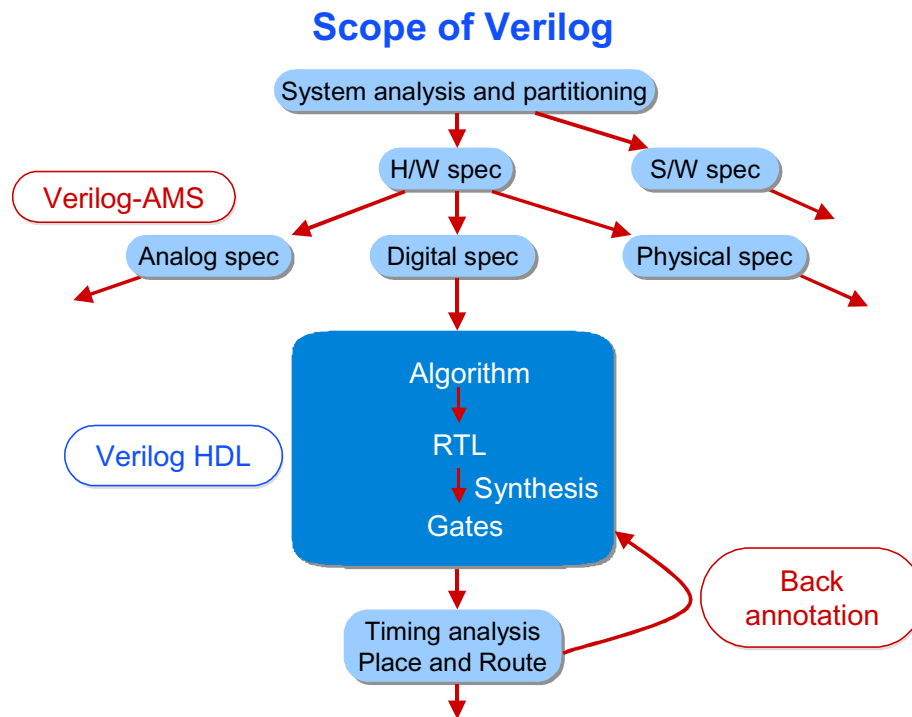 Scope of Verilog
System analysis and partitioning
H/W spec
S/W spec
Verilog-AMS
Analog spec
Digital spec
Physical spec
Algorithm
RTL
Verilog HDL
Synthesis
Gates
Back
annotation
Timing analysis
Place and Route